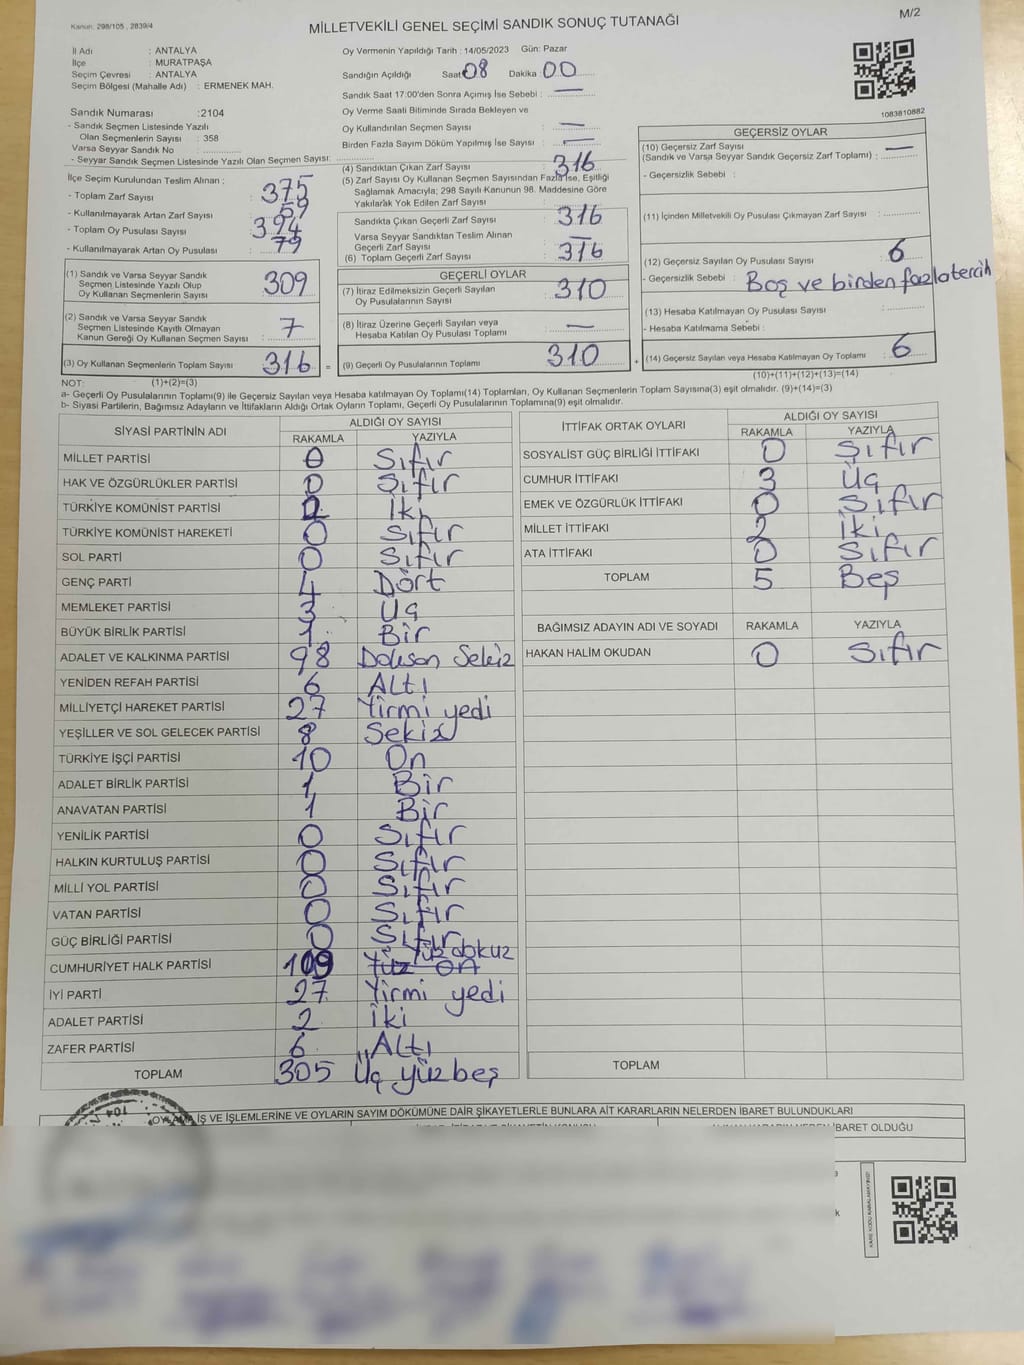 Kanun: 298/105 , 2839/4
MİLLETVEKİLİ GENEL SEÇİMİ SANDIK SONUÇ TUTANAĞI
M/2
İl Adı : ANTALYA
İlçe : MURATPAŞA
Seçim Çevresi : ANTALYA
Seçim Bölgesi (Mahalle Adı) : ERMENEK MAH.
Oy Vermenin Yapıldığı Tarih : 14/05/2023 Gün: Pazar
Sandığın Açıldığı Saat 08 Dakika : 00
Sandık Saat 17:00'den Sonra Açımış İse Sebebi : —
Oy Verme Saati Bitiminde Sırada Bekleyen ve
Oy Kullandırılan Seçmen Sayısı : —
Birden Fazla Sayım Döküm Yapılmış İse Sayısı : —
1083810882
Sandık Numarası :2104
- Sandık Seçmen Listesinde Yazılı
Olan Seçmenlerin Sayısı : 358
Varsa Seyyar Sandık No :
- Seyyar Sandık Seçmen Listesinde Yazılı Olan Seçmen Sayısı:
İlçe Seçim Kurulundan Teslim Alınan ;
- Toplam Zarf Sayısı : 375
- Kullanılmayarak Artan Zarf Sayısı : 59
- Toplam Oy Pusulası Sayısı : 394
- Kullanılmayarak Artan Oy Pusulası : 79
(4) Sandıktan Çıkan Zarf Sayısı : 316
(5) Zarf Sayısı Oy Kullanan Seçmen Sayısından Fazla ise, Eşitliği
Sağlamak Amacıyla; 298 Sayılı Kanunun 98. Maddesine Göre
Yakılarak Yok Edilen Zarf Sayısı :
Sandıkta Çıkan Geçerli Zarf Sayısı : 316
Varsa Seyyar Sandıktan Teslim Alınan
Geçerli Zarf Sayısı : —
(6) Toplam Geçerli Zarf Sayısı : 316
GEÇERSİZ OYLAR
(10) Geçersiz Zarf Sayısı
(Sandık ve Varsa Seyyar Sandık Geçersiz Zarf Toplamı) : —
- Geçersizlik Sebebi :
(11) İçinden Milletvekili Oy Pusulası Çıkmayan Zarf Sayısı :
(12) Geçersiz Sayılan Oy Pusulası Sayısı : 6
- Geçersizlik Sebebi : Boş ve birden fazla tercih
(13) Hesaba Katılmayan Oy Pusulası Sayısı :
- Hesaba Katılmama Sebebi :
(14) Geçersiz Sayılan veya Hesaba Katılmayan Oy Toplamı : 6
(10)+(11)+(12)+(13)=(14)
(1) Sandık ve Varsa Seyyar Sandık
Seçmen Listesinde Yazılı Olup
Oy Kullanan Seçmenlerin Sayısı : 309
(2) Sandık ve Varsa Seyyar Sandık
Seçmen Listesinde Kayıtlı Olmayan
Kanun Gereği Oy Kullanan Seçmen Sayısı : 7
(3) Oy Kullanan Seçmenlerin Toplam Sayısı : 316 =
GEÇERLİ OYLAR
(7) İtiraz Edilmeksizin Geçerli Sayılan
Oy Pusulalarının Sayısı : 310
(8) İtiraz Üzerine Geçerli Sayılan veya
Hesaba Katılan Oy Pusulası Toplamı : —
(9) Geçerli Oy Pusulalarının Toplamı : 310 +
NOT: (1)+(2)=(3)
a- Geçerli Oy Pusulalarının Toplamı(9) ile Geçersiz Sayılan veya Hesaba katılmayan Oy Toplamı(14) Toplamları, Oy Kullanan Seçmenlerin Toplam Sayısına(3) eşit olmalıdır. (9)+(14)=(3)
b- Siyasi Partilerin, Bağımsız Adayların ve İttifakların Aldığı Ortak Oyların Toplamı, Geçerli Oy Pusulalarının Toplamına(9) eşit olmalıdır.
SİYASİ PARTİNİN ADI ALDIĞI OY SAYISI
RAKAMLA YAZIYLA
MİLLET PARTİSİ 0 Sıfır
HAK VE ÖZGÜRLÜKLER PARTİSİ 0 Sıfır
TÜRKİYE KOMÜNİST PARTİSİ 2 İki
TÜRKİYE KOMÜNİST HAREKETİ 0 Sıfır
SOL PARTİ 0 Sıfır
GENÇ PARTİ 4 Dört
MEMLEKET PARTİSİ 3 Üç
BÜYÜK BİRLİK PARTİSİ 1 Bir
ADALET VE KALKINMA PARTİSİ 98 Doksan Sekiz
YENİDEN REFAH PARTİSİ 6 Altı
MİLLİYETÇİ HAREKET PARTİSİ 27 Yirmi yedi
YEŞİLLER VE SOL GELECEK PARTİSİ 8 Sekiz
TÜRKİYE İŞÇİ PARTİSİ 10 On
ADALET BİRLİK PARTİSİ 1 Bir
ANAVATAN PARTİSİ 1 Bir
YENİLİK PARTİSİ 0 Sıfır
HALKIN KURTULUŞ PARTİSİ 0 Sıfır
MİLLİ YOL PARTİSİ 0 Sıfır
VATAN PARTİSİ 0 Sıfır
GÜÇ BİRLİĞİ PARTİSİ 0 Sıfır
CUMHURİYET HALK PARTİSİ 109 Yüz on Yüz dokuz
İYİ PARTİ 27 Yirmi yedi
ADALET PARTİSİ 2 İki
ZAFER PARTİSİ 6 Altı
TOPLAM 305 Üç yüz beş
İTTİFAK ORTAK OYLARI ALDIĞI OY SAYISI
RAKAMLA YAZIYLA
SOSYALİST GÜÇ BİRLİĞİ İTTİFAKI 0 Sıfır
CUMHUR İTTİFAKI 3 Üç
EMEK VE ÖZGÜRLÜK İTTİFAKI 0 Sıfır
MİLLET İTTİFAKI 2 İki
ATA İTTİFAKI 0 Sıfır
TOPLAM 5 Beş
BAĞIMSIZ ADAYIN ADI VE SOYADI RAKAMLA YAZIYLA
HAKAN HALİM OKUDAN 0 Sıfır
TOPLAM
İŞ VE İŞLEMLERİNE VE OYLARIN SAYIM DÖKÜMÜNE DAİR ŞİKAYETLERLE BUNLARA AİT KARARLARIN NELERDEN İBARET BULUNDUKLARI
İBARET OLDUĞU